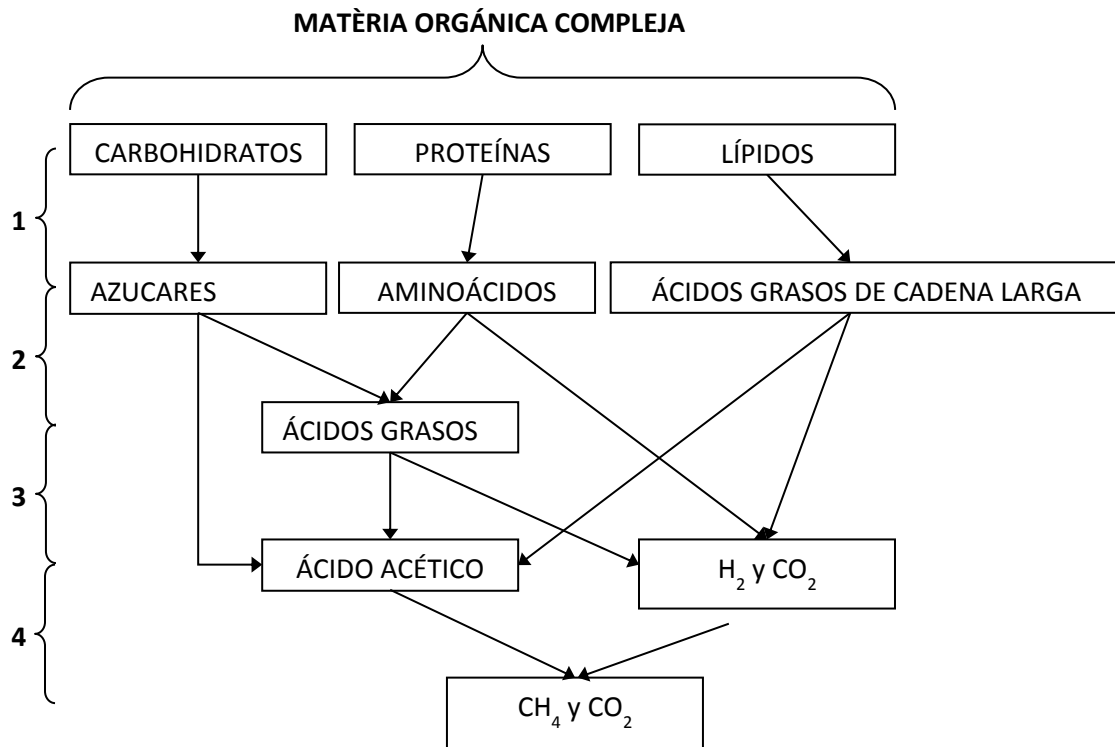 MATÈRIA ORGÁNICA COMPLEJA
CARBOHIDRATOS
PROTEÍNAS
LÍPIDOS
1
AZUCARES
AMINOÁCIDOS
ÁCIDOS GRASOS DE CADENA LARGA
2
ÁCIDOS GRASOS
3
ÁCIDO ACÉTICO
H₂ y CO₂
4
CH₄ y CO₂